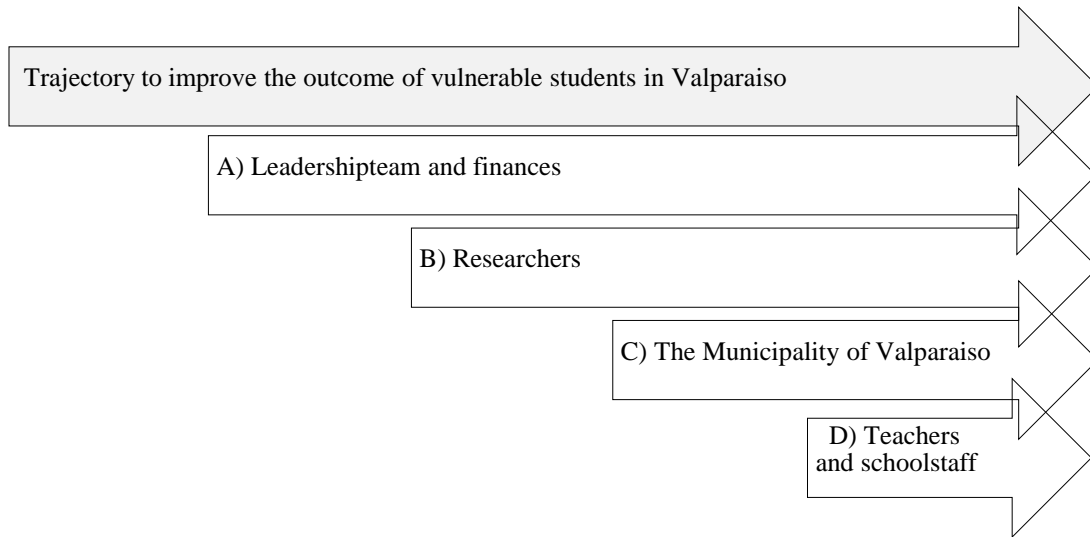 Trajectory to improve the outcome of vulnerable students in Valparaiso
A) Leadershipteam and finances
B) Researchers
C) The Municipality of Valparaiso
D) Teachers
and schoolstaff